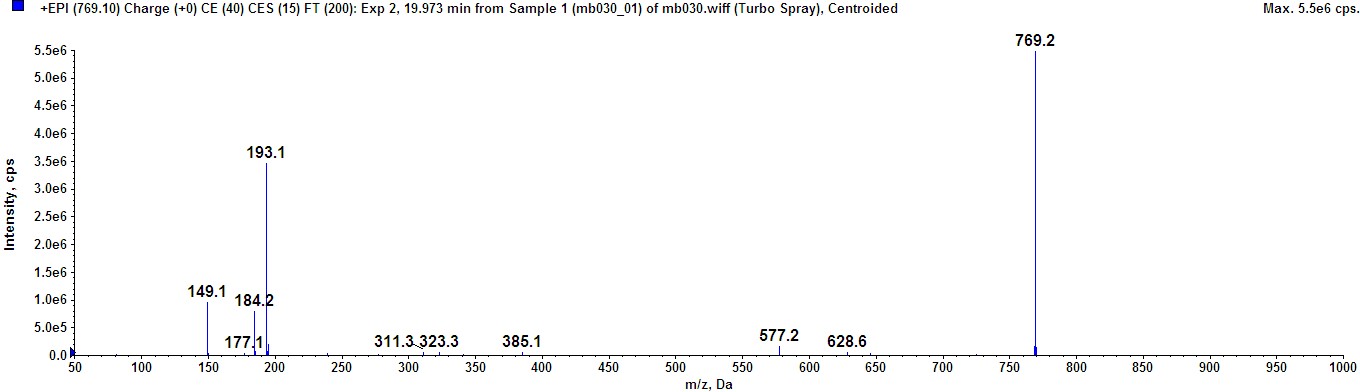 +EPI (769.10) Charge (+0) CE (40) CES (15) FT (200): Exp 2, 19.973 min from Sample 1 (mb030_01) of mb030.wiff (Turbo Spray), Centroided
Max. 5.5e6 cps.
769.2
5.5e6
5.0e6
4.5e6
4.0e6
193.1
3.5e6
3.0e6
2.5e6
2.0e6
1.5e6
149.1
184.2
1.0e6
577.2
5.0e5
177.1
311.3
323.3
385.1
628.6
0.0
50
100
150
200
250
300
350
400
450
500
550
600
650
700
750
800
850
900
950
1000
m/z, Da
Intensity, cps